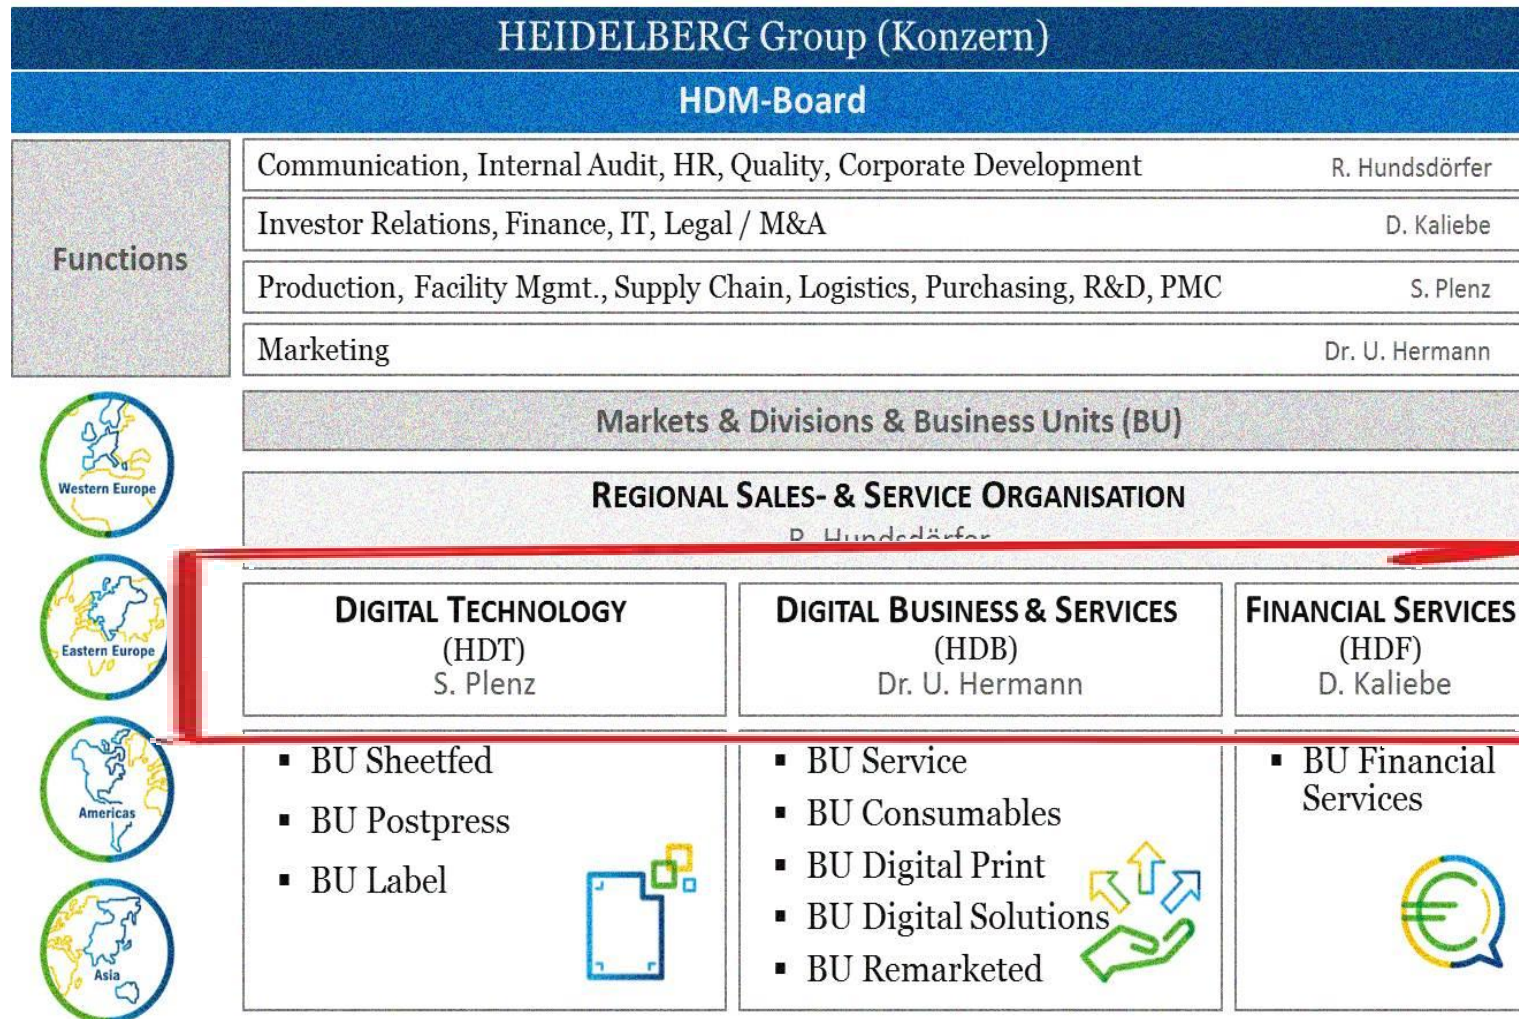 HEIDELBERG Group (Konzern)
HDM-Board
Functions
Communication, Internal Audit, HR, Quality, Corporate Development
R. Hundsdörfer
Investor Relations, Finance, IT, Legal / M&A
D. Kaliebe
Production, Facility Mgmt., Supply Chain, Logistics, Purchasing, R&D, PMC
S. Plenz
Marketing
Dr. U. Hermann
Markets & Divisions & Business Units (BU)
REGIONAL SALES- & SERVICE ORGANISATION
R. Hundsdörfer
Western Europe
Eastern Europe
Americas
Asia
DIGITAL TECHNOLOGY
(HDT)
S. Plenz
▪ BU Sheetfed
▪ BU Postpress
▪ BU Label
DIGITAL BUSINESS & SERVICES
(HDB)
Dr. U. Hermann
▪ BU Service
▪ BU Consumables
▪ BU Digital Print
▪ BU Digital Solutions
▪ BU Remarketed
FINANCIAL SERVICES
(HDF)
D. Kaliebe
▪ BU Financial
Services